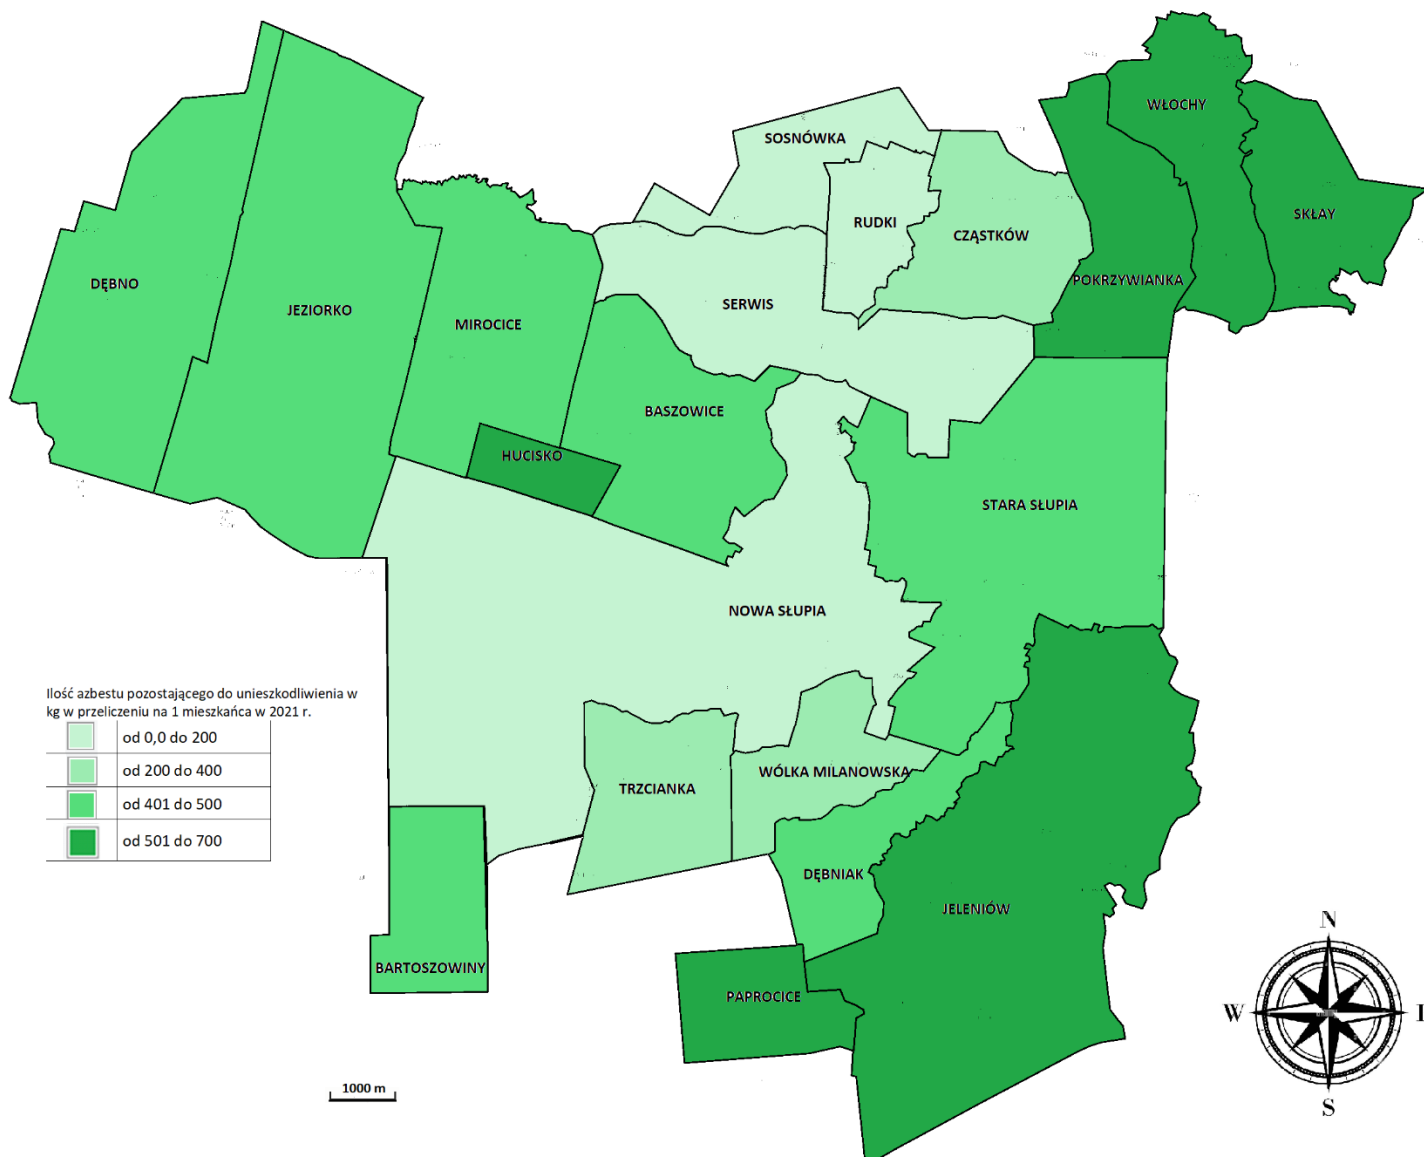 WŁOCHY
SOSNÓWKA
SKŁAY
RUDKI
CZĄSTKÓW
DĘBNO
POKRZYWIANKA
SERWIS
JEZIORKO
MIROCICE
BASZOWICE
HUCISKO
STARA SŁUPIA
NOWA SŁUPIA
Ilość azbestu pozostającego do unieszkodliwienia w
kg w przeliczeniu na 1 mieszkańca w 2021 r.
od 0,0 do 200
od 200 do 400
od 401 do 500
od 501 do 700
WÓLKA MILANOWSKA
TRZCIANKA
DĘBNIAK
JELENIÓW
BARTOSZOWINY
PAPROCICE
1000 m
N
W
S